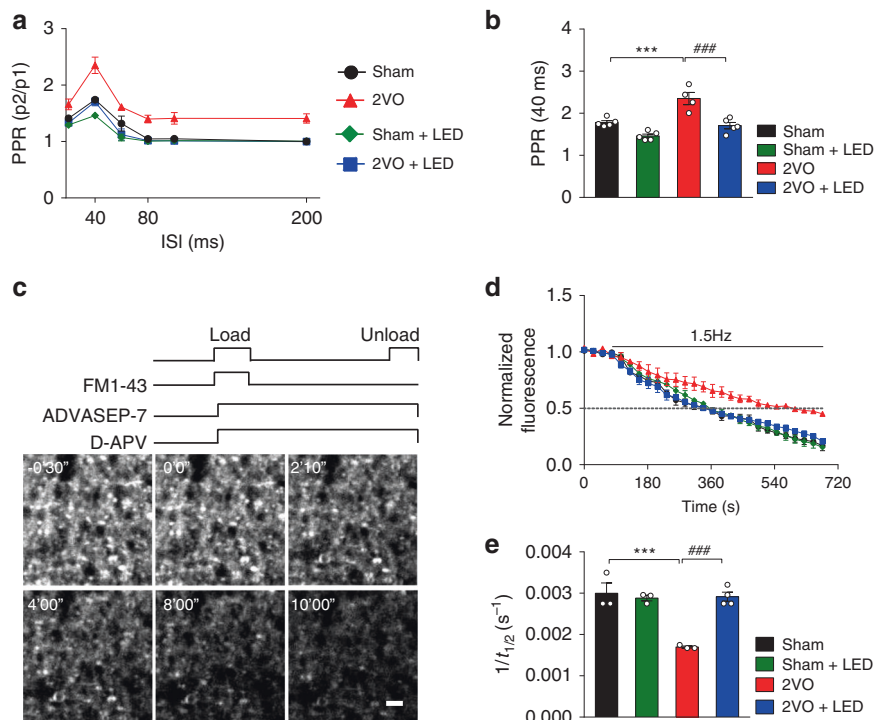 a
PPR (p2/p1)
3
2
1
0
40
80
200
ISI (ms)
Sham
2VO
Sham + LED
2VO + LED
b
PPR (40 ms)
4
3
2
1
0
***
###
Sham
Sham + LED
2VO
2VO + LED
c
Load
Unload
FM1-43
ADVASEP-7
D-APV
-0'30"
0'0"
2'10"
4'00"
8'00"
10'00"
d
Normalized
fluorescence
1.5
1.0
0.5
0.0
1.5Hz
0
180
360
540
720
Time (s)
e
1/t1/2 (s–1)
0.004
0.003
0.002
0.001
0.000
***
###
Sham
Sham + LED
2VO
2VO + LED